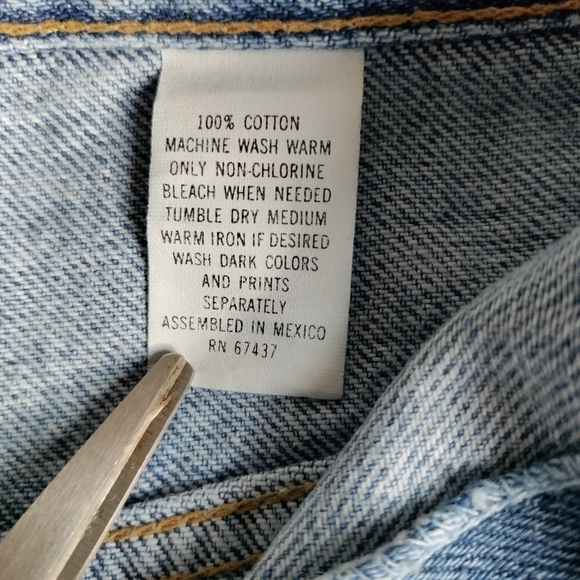 100% COTTON
MACHINE WASH WARM
ONLY NON-CHLORINE
BLEACH WHEN NEEDED
TUMBLE DRY MEDIUM
WARM IRON IF DESIRED
WASH DARK COLORS
AND PRINTS
SEPARATELY
ASSEMBLED IN MEXICO
RN 67437